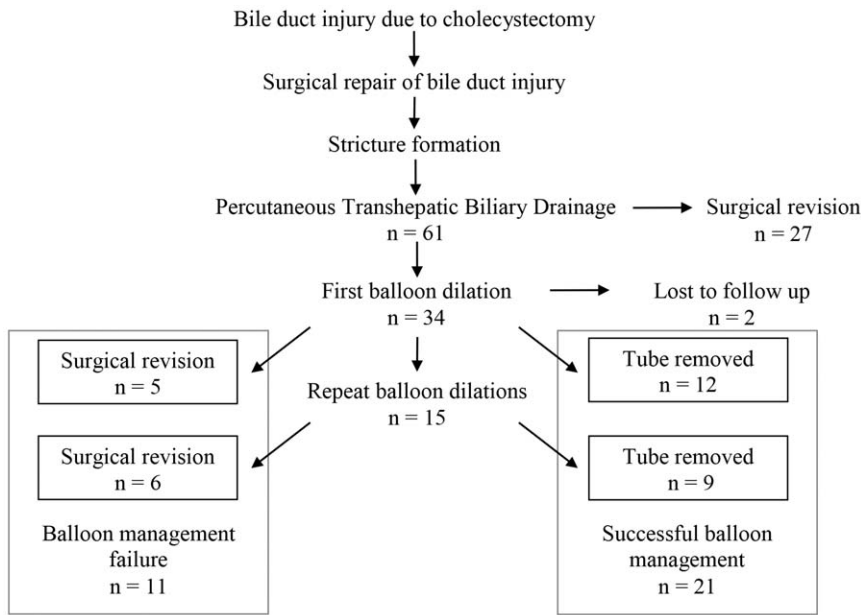 Bile duct injury due to cholecystectomy
Surgical repair of bile duct injury
Stricture formation
Percutaneous Transhepatic Biliary Drainage
n = 61
Surgical revision
n = 27
First balloon dilation
n = 34
Lost to follow up
n = 2
Surgical revision
n = 5
Repeat balloon dilations
n = 15
Tube removed
n = 12
Surgical revision
n = 6
Tube removed
n = 9
Balloon management
failure
n = 11
Successful balloon
management
n = 21